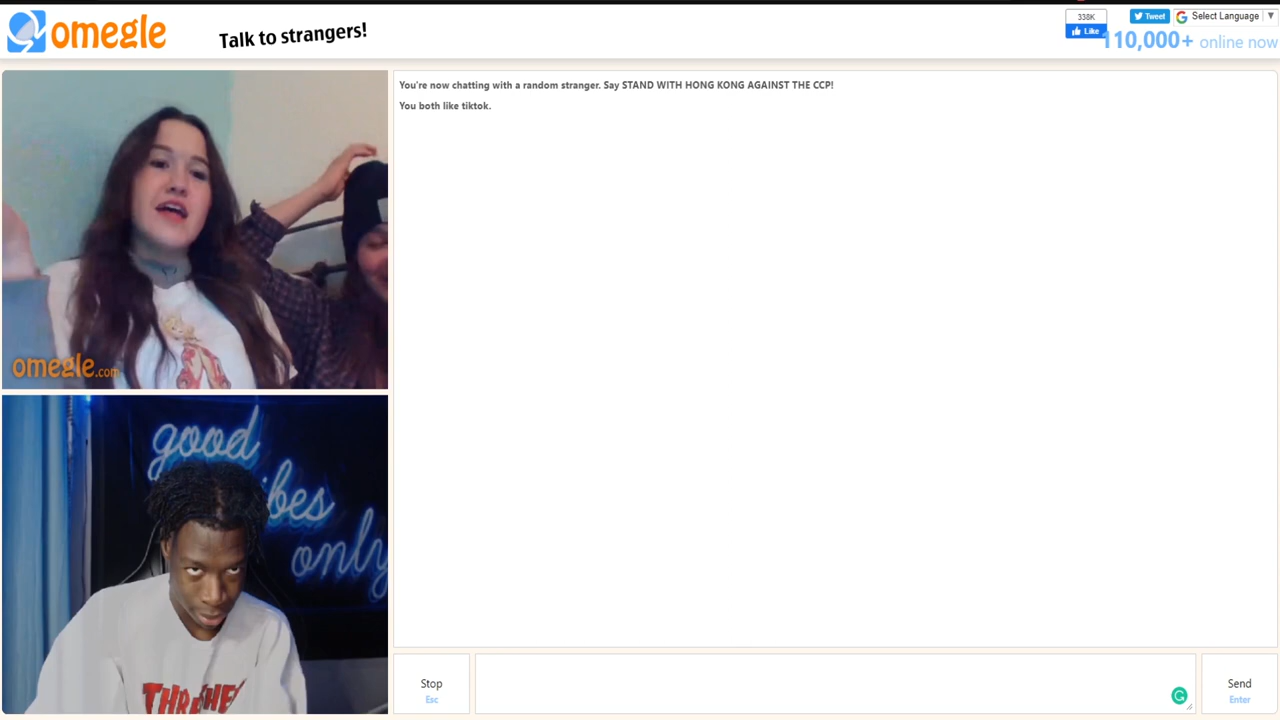 omegle
Talk to strangers!
338K
Like
Tweet
Select Language
110,000+ online now
You're now chatting with a random stranger. Say STAND WITH HONG KONG AGAINST THE CCP!
You both like tiktok.
omegle.com
good
ibes
only
THRASHER
Stop
Esc
Send
Enter